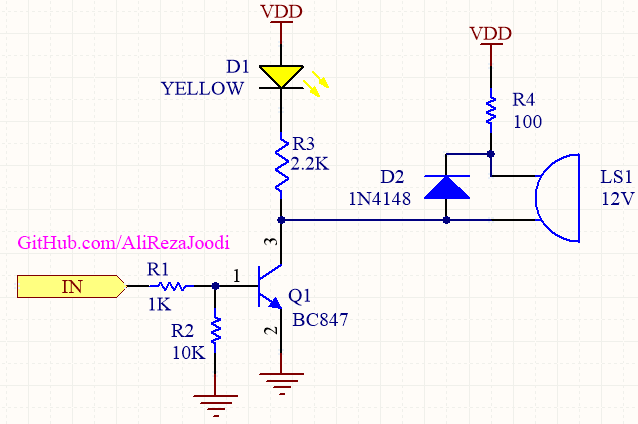 VDD
D1
YELLOW
VDD
R4
100
R3
2.2K
D2
1N4148
LS1
12V
GitHub.com/AliRezaJoodi
3
IN
R1
1K
1
Q1
BC847
R2
10K
2